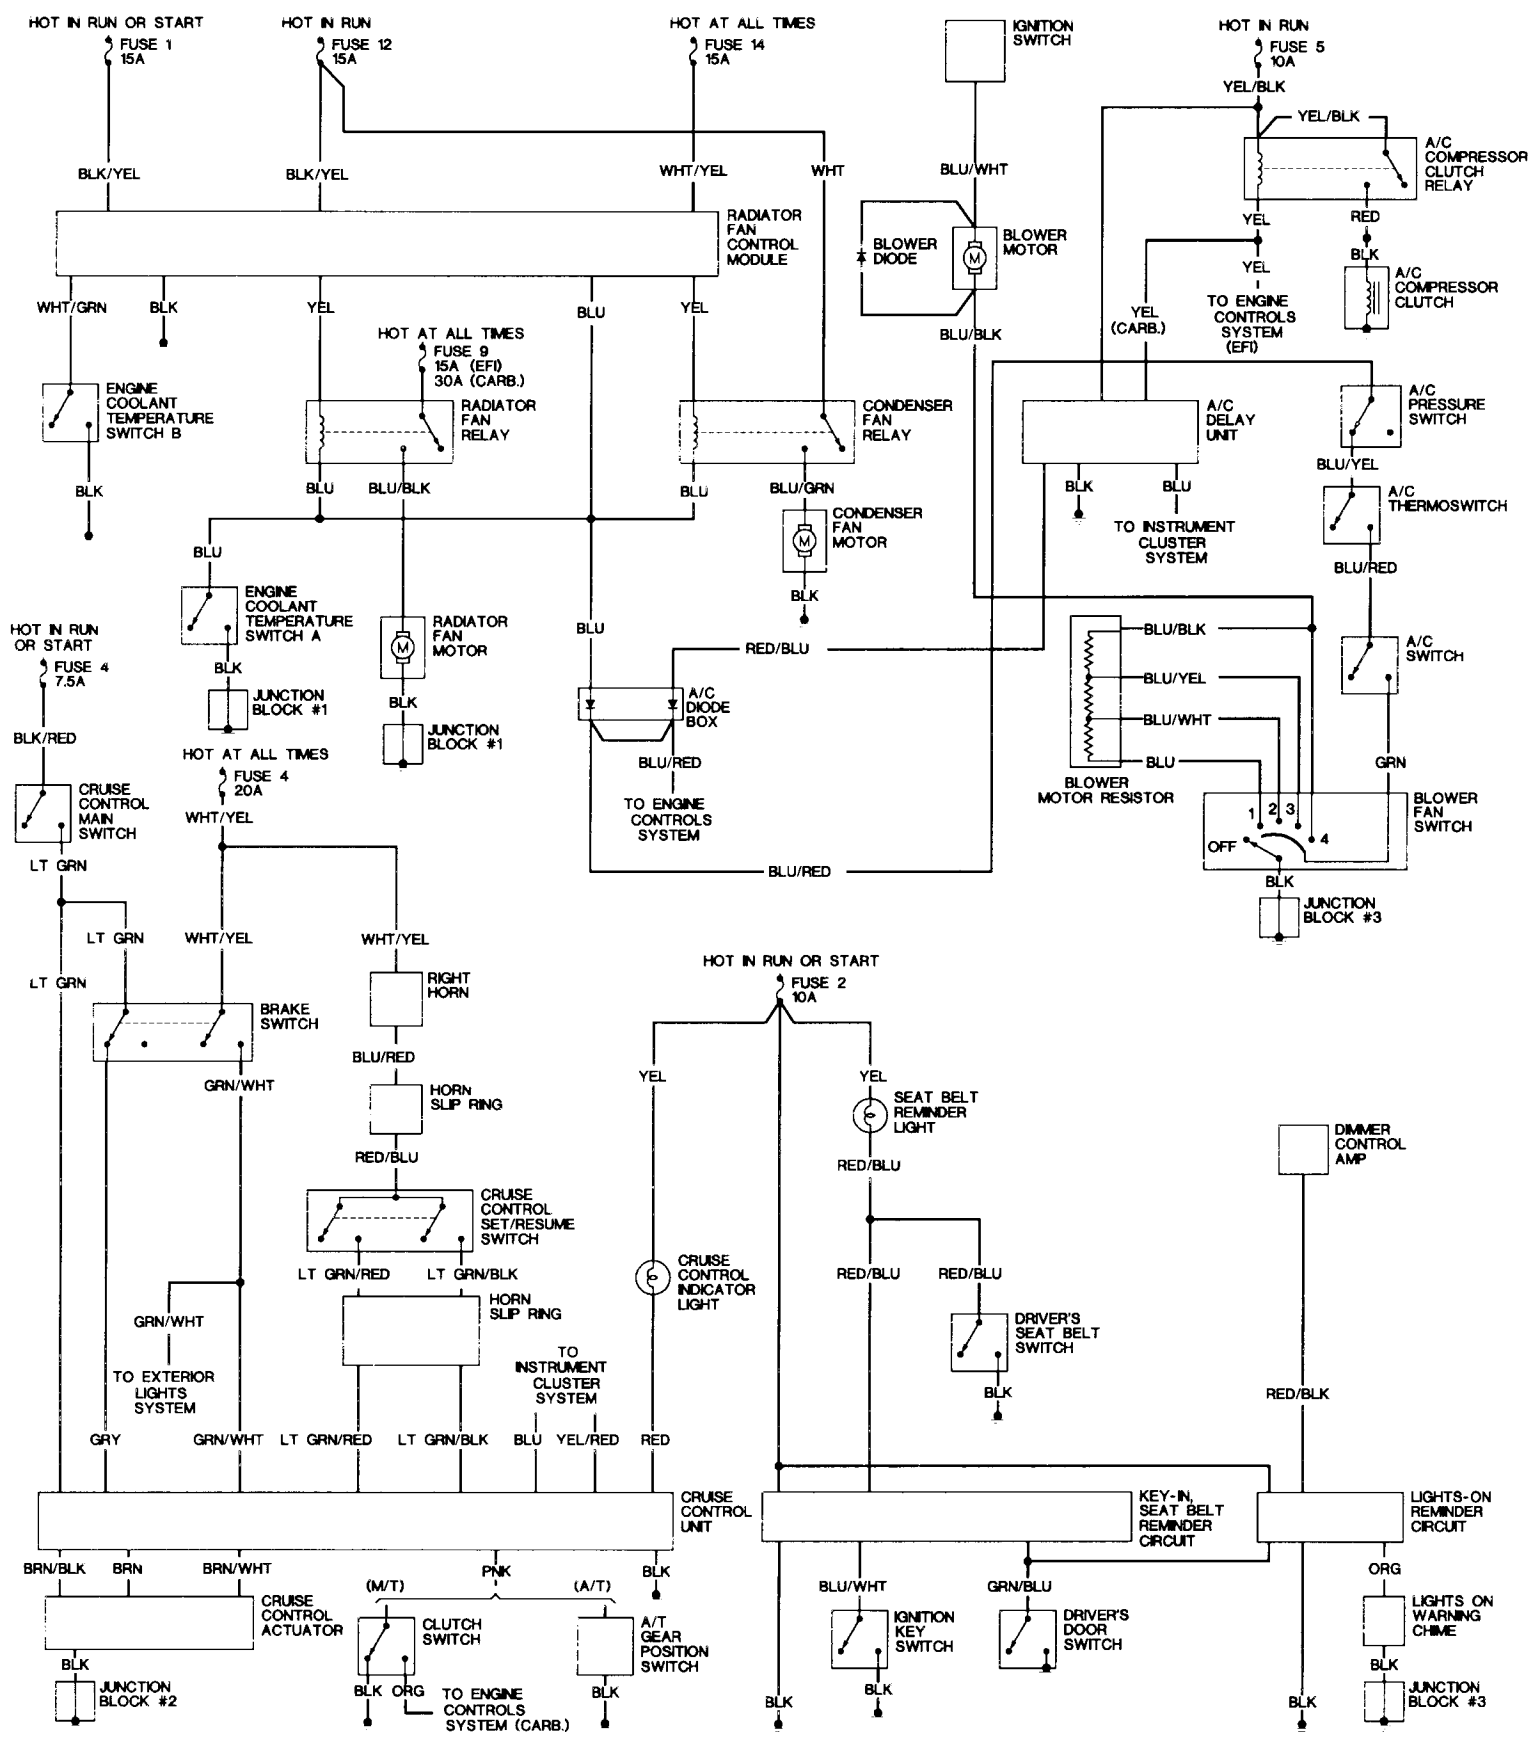 HOT IN RUN OR START
FUSE 1
15A
HOT IN RUN
FUSE 12
15A
HOT AT ALL TIMES
FUSE 14
15A
IGNITION
SWITCH
HOT IN RUN
FUSE 5
10A
YEL/BLK
YEL/BLK
A/C
COMPRESSOR
CLUTCH
RELAY
BLK/YEL
BLK/YEL
WHT/YEL
WHT
BLU/WHT
RADIATOR
FAN
CONTROL
MODULE
BLOWER
DIODE
M
BLOWER
MOTOR
YEL
RED
YEL
BLK
A/C
COMPRESSOR
CLUTCH
TO ENGINE
CONTROLS
SYSTEM
(EFI)
YEL
(CARB.)
WHT/GRN
BLK
YEL
BLU
YEL
BLU/BLK
HOT AT ALL TIMES
FUSE 9
15A (EFI)
30A (CARB.)
ENGINE
COOLANT
TEMPERATURE
SWITCH B
RADIATOR
FAN
RELAY
CONDENSER
FAN
RELAY
A/C
DELAY
UNIT
A/C
PRESSURE
SWITCH
BLK
BLU
BLU/BLK
BLU
BLU/GRN
BLK
BLU
BLU/YEL
A/C
THERMOSWITCH
M
CONDENSER
FAN
MOTOR
TO INSTRUMENT
CLUSTER
SYSTEM
BLU/RED
BLU
ENGINE
COOLANT
TEMPERATURE
SWITCH A
BLK
HOT IN RUN
OR START
FUSE 4
7.5A
M
RADIATOR
FAN
MOTOR
BLU
RED/BLU
BLU/BLK
BLU/YEL
BLU/WHT
BLU
A/C
SWITCH
BLK
JUNCTION
BLOCK #1
BLK
JUNCTION
BLOCK #1
A/C
DIODE
BOX
BLK/RED
HOT AT ALL TIMES
FUSE 4
20A
BLU/RED
TO ENGINE
CONTROLS
SYSTEM
GRN
BLOWER
MOTOR RESISTOR
CRUISE
CONTROL
MAIN
SWITCH
WHT/YEL
BLOWER
FAN
SWITCH
1
2
3
4
OFF
LT GRN
BLU/RED
BLK
JUNCTION
BLOCK #3
LT GRN
WHT/YEL
WHT/YEL
LT GRN
HOT IN RUN OR START
FUSE 2
10A
RIGHT
HORN
BRAKE
SWITCH
BLU/RED
GRN/WHT
HORN
SLIP RING
YEL
YEL
SEAT BELT
REMINDER
LIGHT
RED/BLU
RED/BLU
DIMMER
CONTROL
AMP
CRUISE
CONTROL
SET/RESUME
SWITCH
LT GRN/RED
LT GRN/BLK
CRUISE
CONTROL
INDICATOR
LIGHT
RED/BLU
RED/BLU
HORN
SLIP RING
GRN/WHT
DRIVER'S
SEAT BELT
SWITCH
TO EXTERIOR
LIGHTS
SYSTEM
TO
INSTRUMENT
CLUSTER
SYSTEM
BLK
RED/BLK
GRY
GRN/WHT
LT GRN/RED
LT GRN/BLK
BLU
YEL/RED
RED
CRUISE
CONTROL
UNIT
KEY-IN,
SEAT BELT
REMINDER
CIRCUIT
LIGHTS-ON
REMINDER
CIRCUIT
BRN/BLK
BRN
BRN/WHT
PNK
BLK
ORG
(M/T)
(A/T)
BLU/WHT
GRN/BLU
CRUISE
CONTROL
ACTUATOR
CLUTCH
SWITCH
A/T
GEAR
POSITION
SWITCH
IGNITION
KEY
SWITCH
DRIVER'S
DOOR
SWITCH
LIGHTS ON
WARNING
CHIME
BLK
JUNCTION
BLOCK #2
BLK
ORG
TO ENGINE
CONTROLS
SYSTEM (CARB.)
BLK
BLK
BLK
BLK
BLK
JUNCTION
BLOCK #3